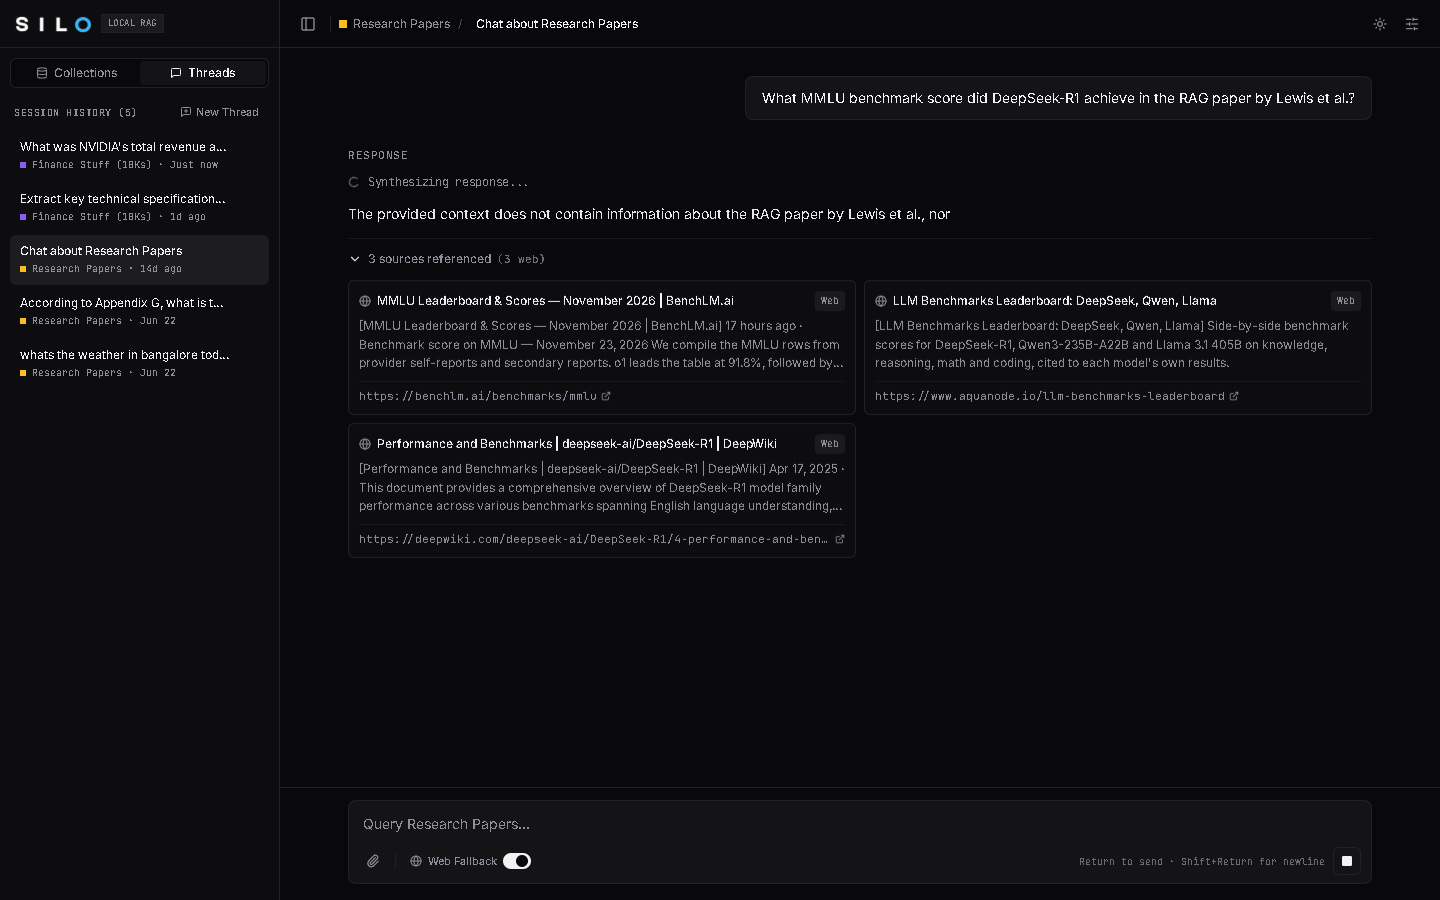 SILO LOCAL RAG
Collections
Threads
SESSION HISTORY (5)
New Thread
What was NVIDIA's total revenue a...
Finance Stuff (10Ks) · Just now
Extract key technical specification...
Finance Stuff (10Ks) · 1d ago
Chat about Research Papers
Research Papers · 14d ago
According to Appendix G, what is t...
Research Papers · Jun 22
whats the weather in bangalore tod...
Research Papers · Jun 22
Research Papers / Chat about Research Papers
What MMLU benchmark score did DeepSeek-R1 achieve in the RAG paper by Lewis et al.?
RESPONSE
Synthesizing response...
The provided context does not contain information about the RAG paper by Lewis et al., nor
3 sources referenced (3 web)
MMLU Leaderboard & Scores — November 2026 | BenchLM.ai
Web
[MMLU Leaderboard & Scores — November 2026 | BenchLM.ai] 17 hours ago ·
Benchmark score on MMLU — November 23, 2026 We compile the MMLU rows from
provider self-reports and secondary reports. o1 leads the table at 91.8%, followed by...
https://benchlm.ai/benchmarks/mmlu
LLM Benchmarks Leaderboard: DeepSeek, Qwen, Llama
Web
[LLM Benchmarks Leaderboard: DeepSeek, Qwen, Llama] Side-by-side benchmark
scores for DeepSeek-R1, Qwen3-235B-A22B and Llama 3.1 405B on knowledge,
reasoning, math and coding, cited to each model's own results.
https://www.aquanode.io/llm-benchmarks-leaderboard
Performance and Benchmarks | deepseek-ai/DeepSeek-R1 | DeepWiki
Web
[Performance and Benchmarks | deepseek-ai/DeepSeek-R1 | DeepWiki] Apr 17, 2025 ·
This document provides a comprehensive overview of DeepSeek-R1 model family
performance across various benchmarks spanning English language understanding,...
https://deepwiki.com/deepseek-ai/DeepSeek-R1/4-performance-and-ben…
Query Research Papers...
Web Fallback
Return to send · Shift+Return for newline